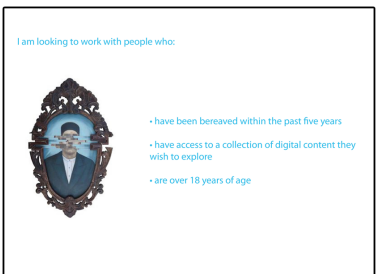 I am looking to work with people who:
• have been bereaved within the past five years
• have access to a collection of digital content they
wish to explore
• are over 18 years of age